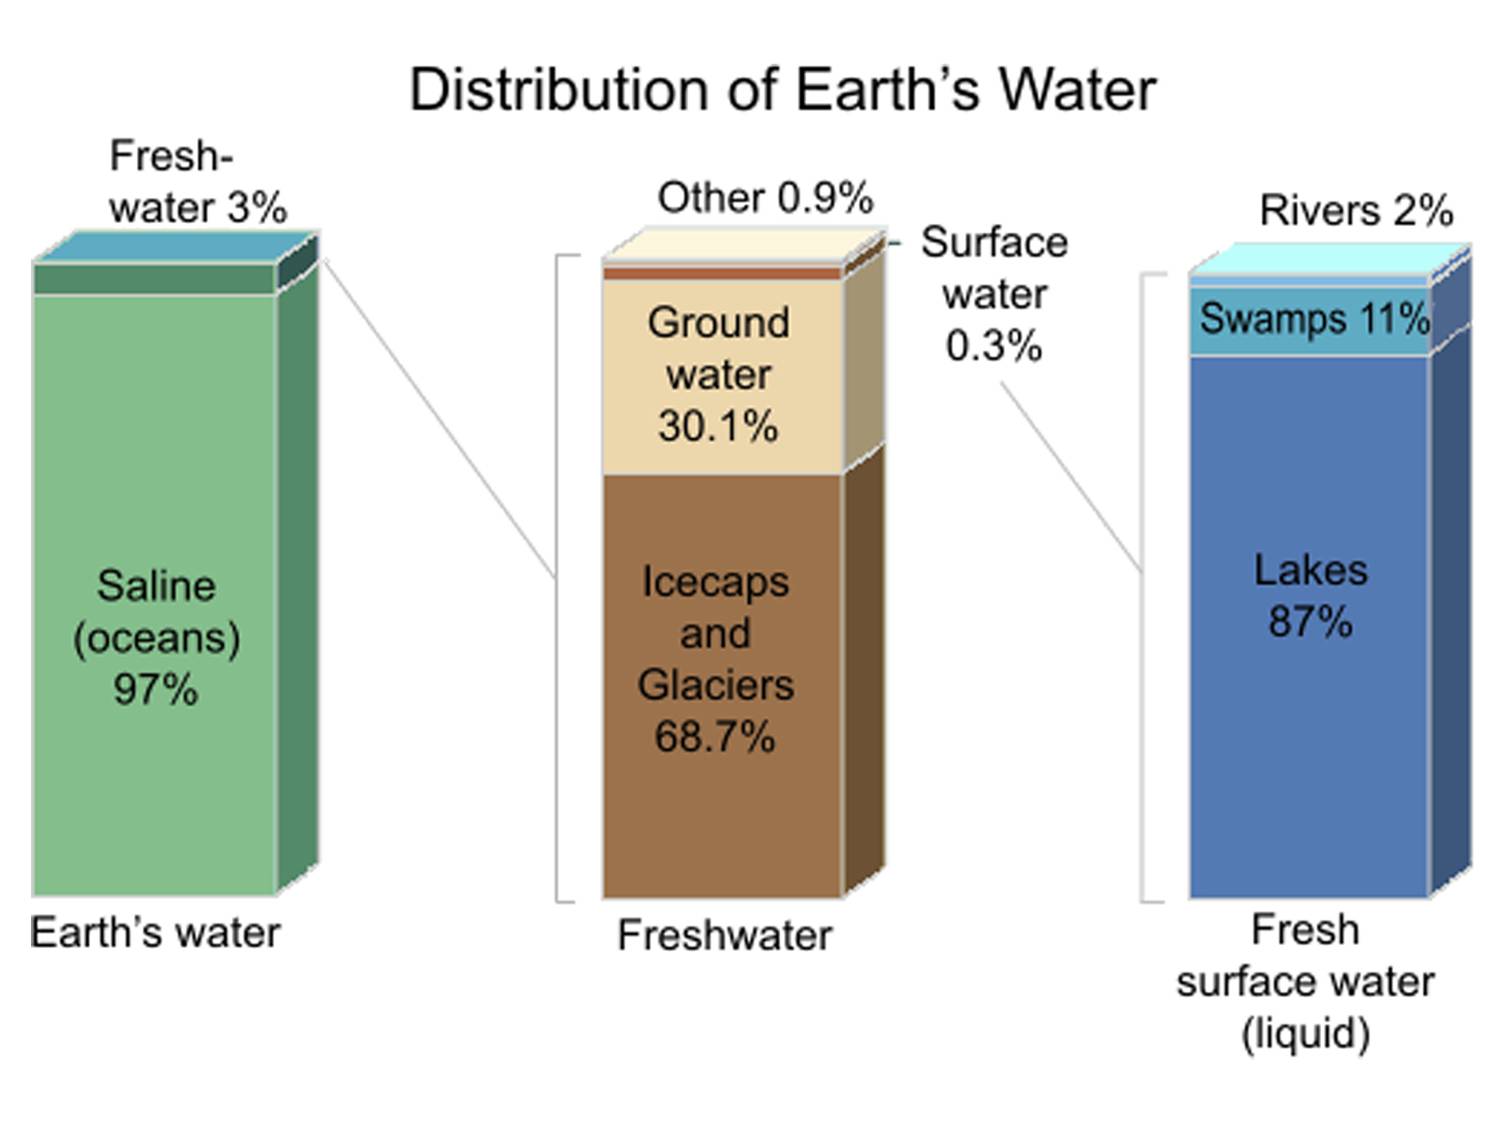 Distribution of Earth’s Water
Fresh-
water 3%
Saline
(oceans)
97%
Earth’s water
Other 0.9%
Surface
water
0.3%
Ground
water
30.1%
Icecaps
and
Glaciers
68.7%
Freshwater
Rivers 2%
Swamps 11%
Lakes
87%
Fresh
surface water
(liquid)